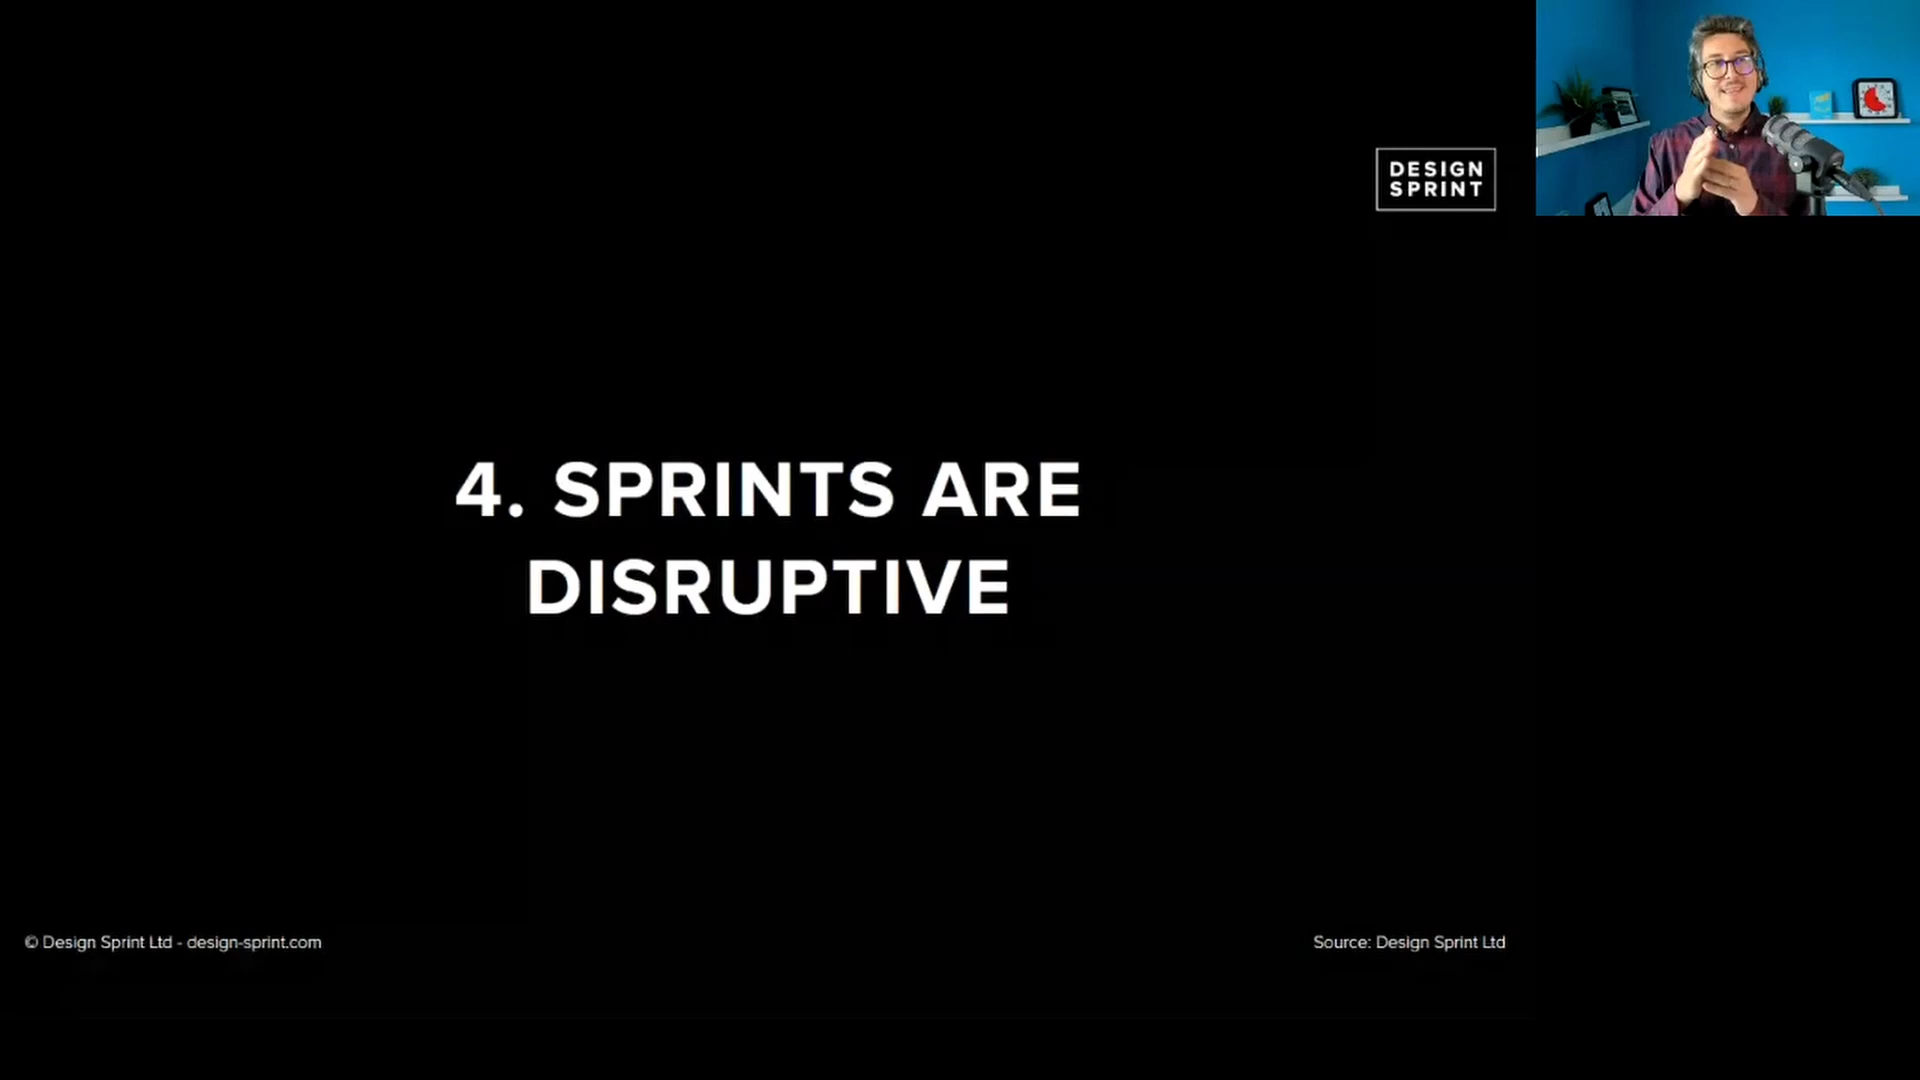 DESIGN
SPRINT
4. SPRINTS ARE
DISRUPTIVE
© Design Sprint Ltd - design-sprint.com
Source: Design Sprint Ltd